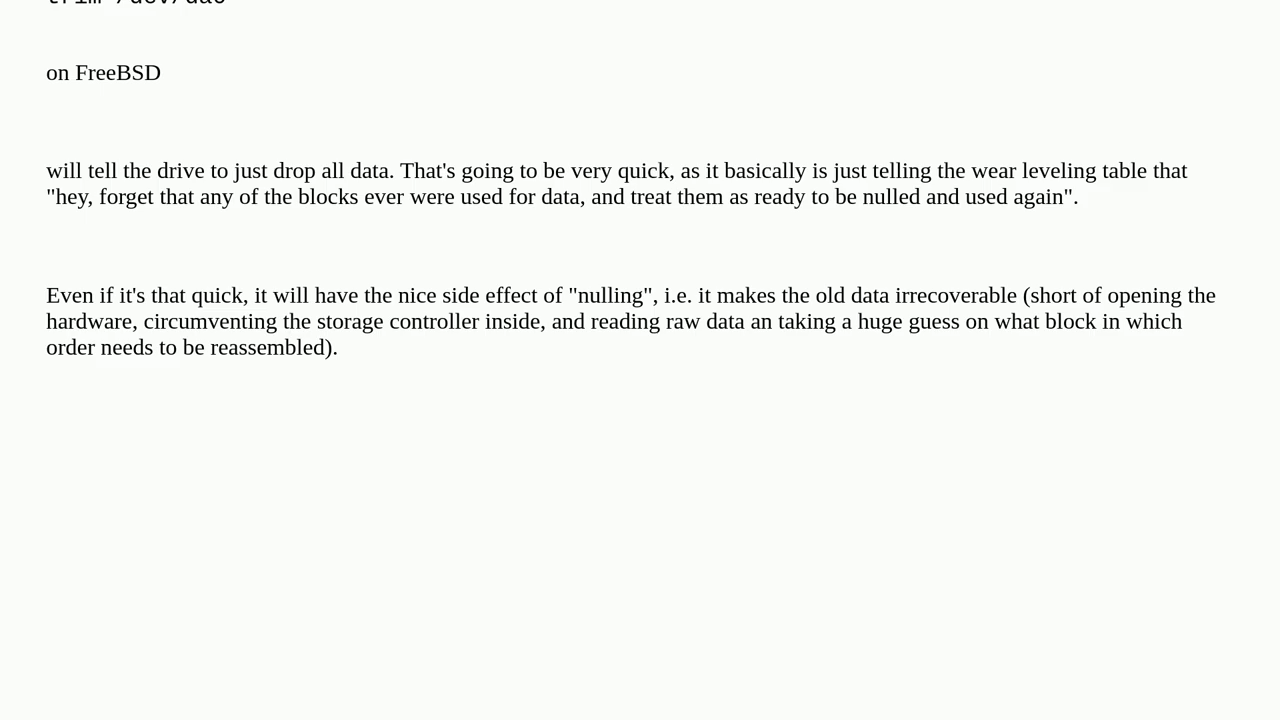 on FreeBSD
will tell the drive to just drop all data. That's going to be very quick, as it basically is just telling the wear leveling table that
"hey, forget that any of the blocks ever were used for data, and treat them as ready to be nulled and used again".
Even if it's that quick, it will have the nice side effect of "nulling", i.e. it makes the old data irrecoverable (short of opening the
hardware, circumventing the storage controller inside, and reading raw data an taking a huge guess on what block in which
order needs to be reassembled).